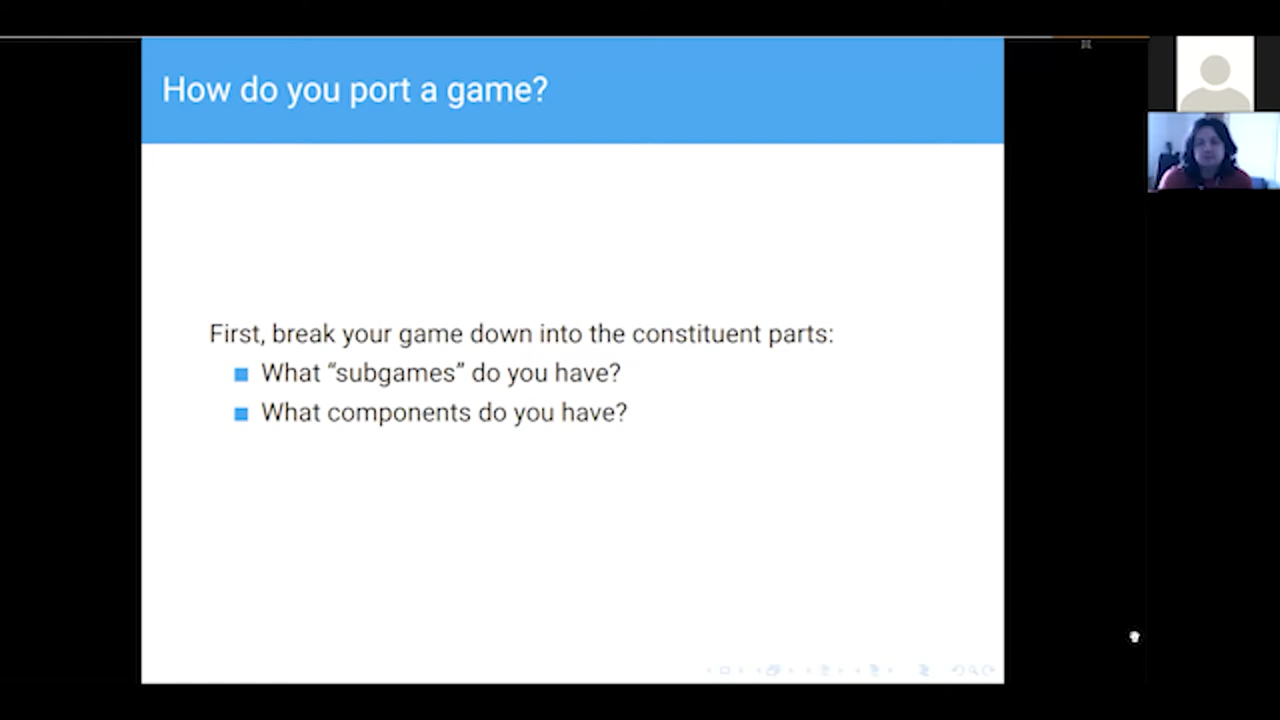 How do you port a game?
First, break your game down into the constituent parts:
What “subgames” do you have?
What components do you have?